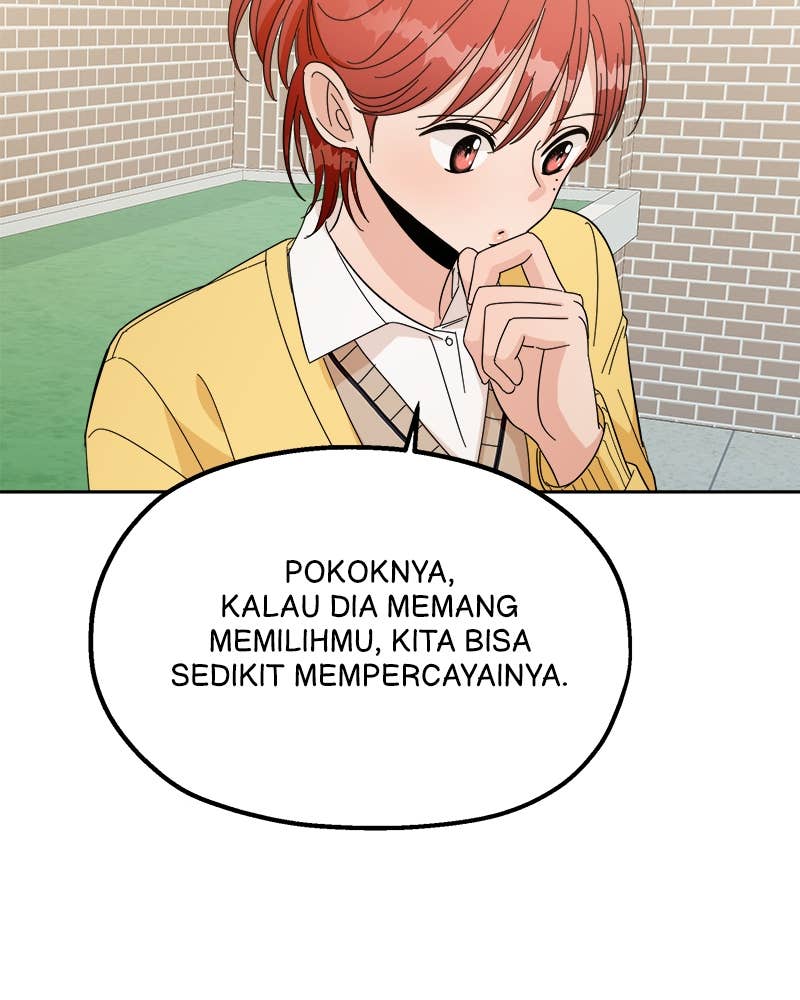 POKOKNYA,
KALAU DIA MEMANG
MEMILIHMU, KITA BISA
SEDIKIT MEMPERCAYAINYA.